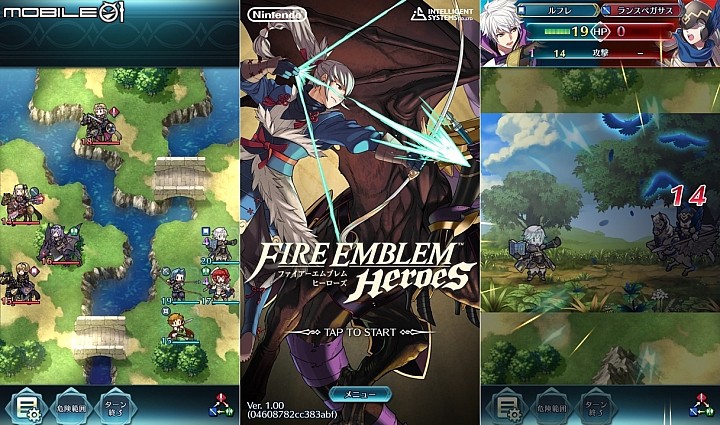 MOBILE01
危険範囲
ターン
終了
Nintendo
INTELLIGENT
SYSTEMS
FIRE EMBLEM
ファイアーエムブレム
ヒーローズ
Heroes
TAP TO START
メニュー
Ver. 1.00
(04608782cc383abf)
ルフレ
ランスペガサス
19 HP 0
14 攻撃 -
14
危険範囲
ターン
終了